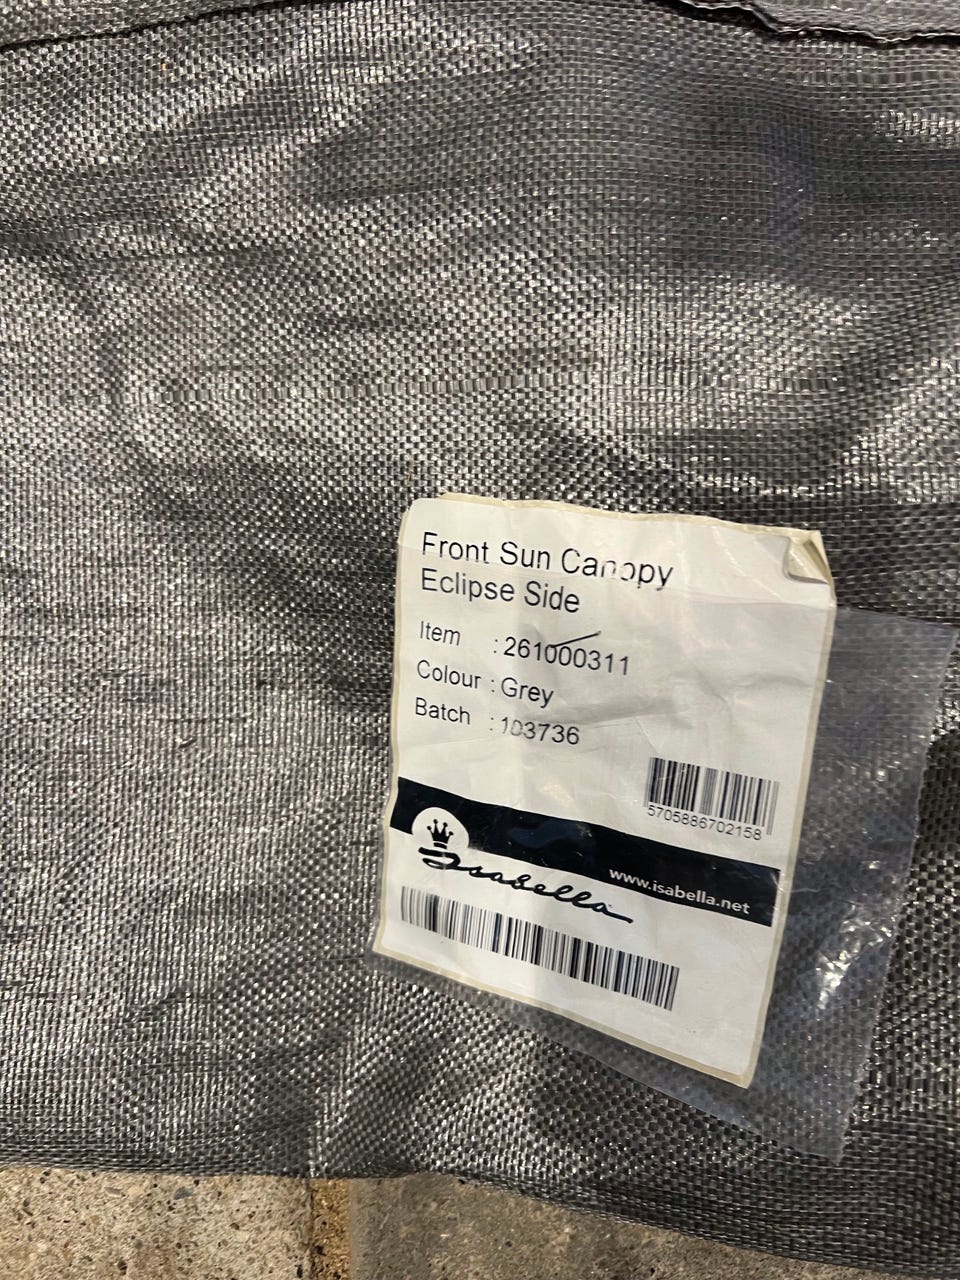 Front Sun Canopy
Eclipse Side
Item : 261000311
Colour : Grey
Batch : 103736
5705886702158
www.isabella.net
Isabella